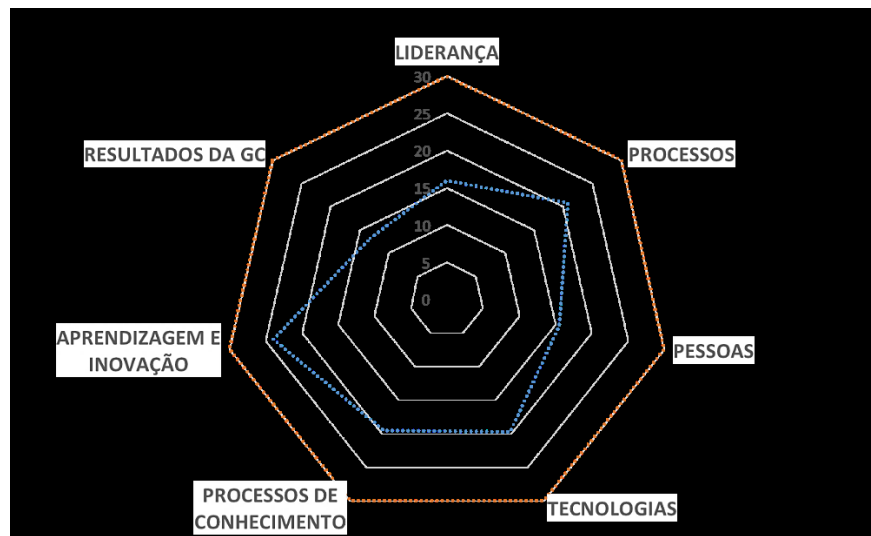 LIDERANÇA
30
25
20
15
10
5
0
PROCESSOS
PESSOAS
TECNOLOGIAS
PROCESSOS DE
CONHECIMENTO
APRENDIZAGEM E
INOVAÇÃO
RESULTADOS DA GC